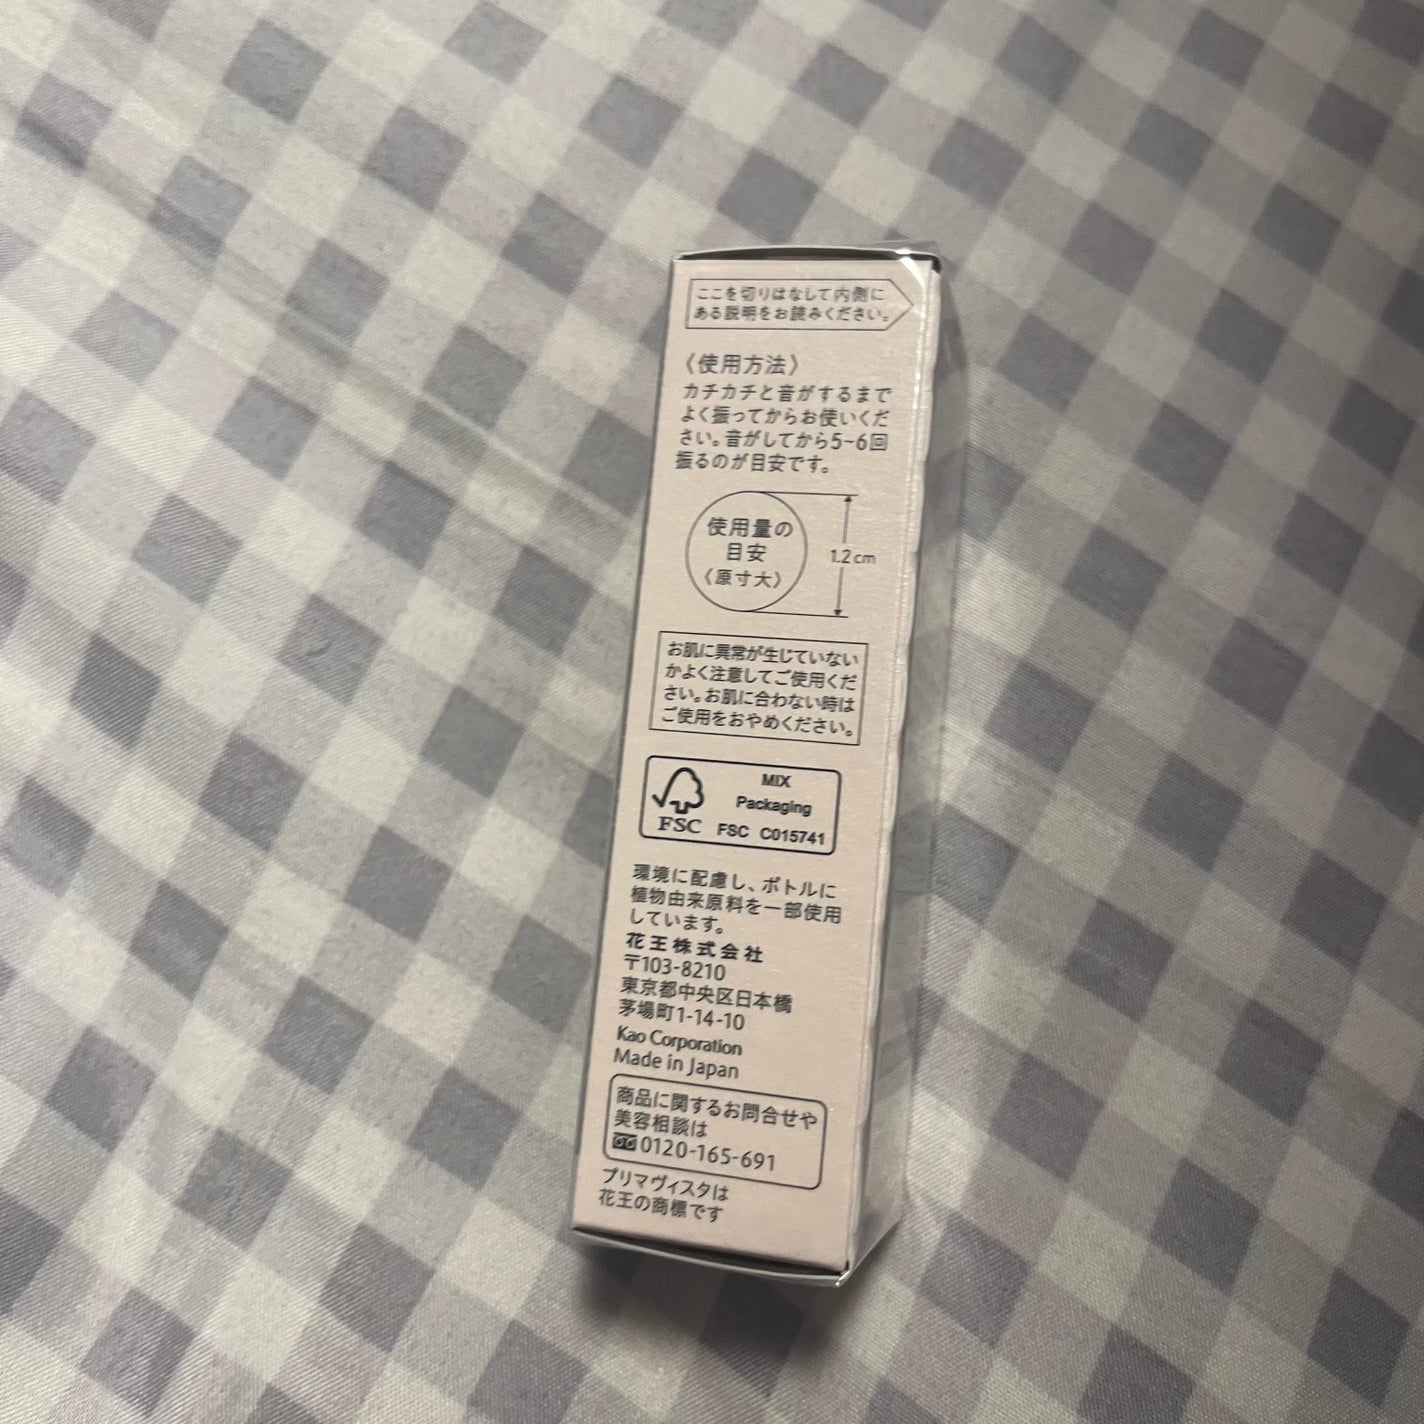 ここを切りはなして内側に
ある説明をお読みください。
〈使用方法〉
カチカチと音がするまで
よく振ってからお使いくだ
さい。音がしてから5~6回
振るのが目安です。
使用量の
目安
〈原寸大〉
1.2cm
お肌に異常が生じていない
かよく注意してご使用くだ
さい。お肌に合わない時は
ご使用をおやめください。
MIX
Packaging
FSC FSC C015741
環境に配慮し、ボトルに
植物由来原料を一部使用
しています。
花王株式会社
〒103-8210
東京都中央区日本橋
茅場町1-14-10
Kao Corporation
Made in Japan
商品に関するお問合せや
美容相談は
0120-165-691
プリマヴィスタは
花王の商標です